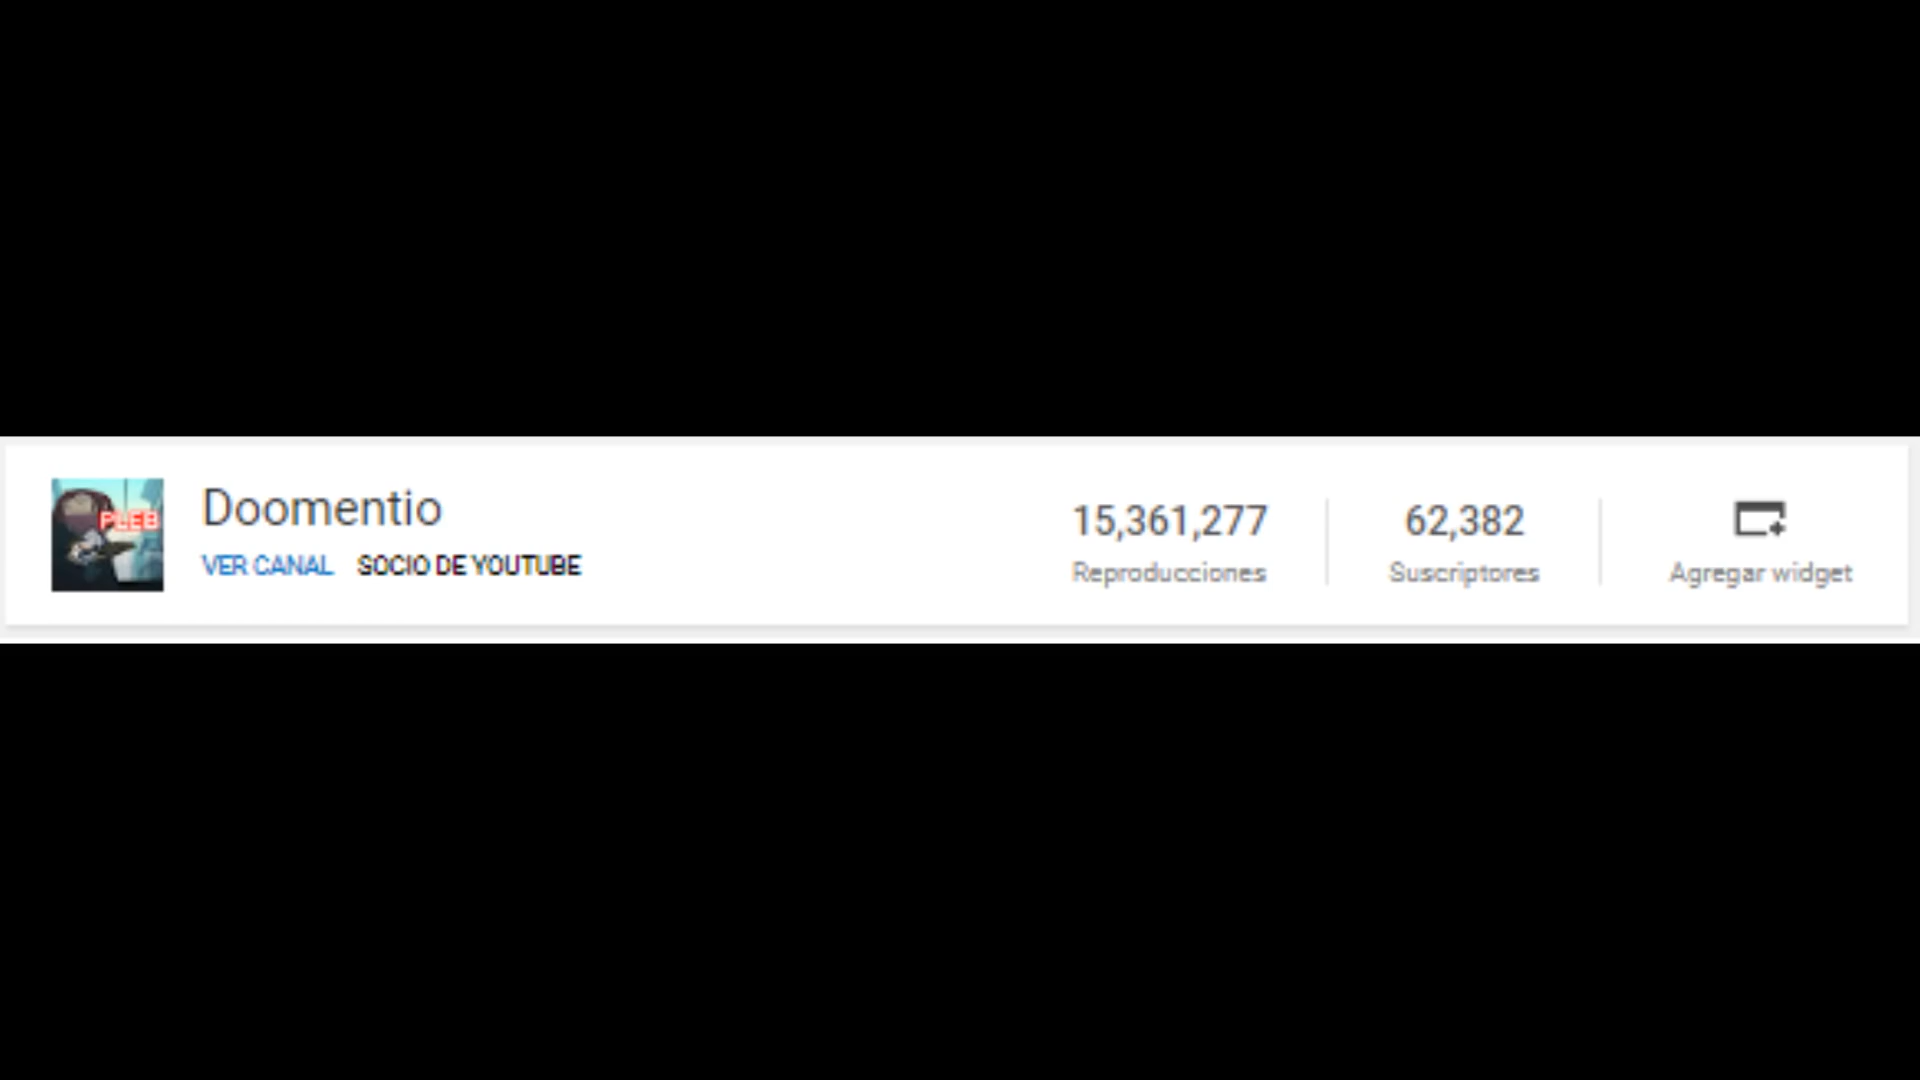 PLEB
Doomentio
VER CANAL SOCIO DE YOUTUBE
15,361,277
Reproducciones
62,382
Suscriptores
Agregar widget